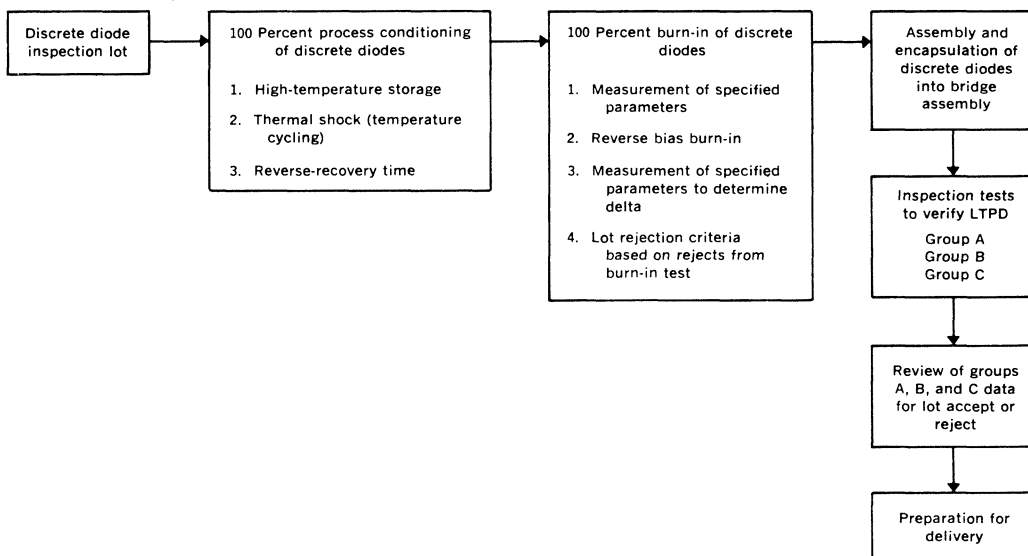 Discrete diode
inspection lot
100 Percent process conditioning
of discrete diodes
1. High-temperature storage
2. Thermal shock (temperature
cycling)
3. Reverse-recovery time
100 Percent burn-in of discrete
diodes
1. Measurement of specified
parameters
2. Reverse bias burn-in
3. Measurement of specified
parameters to determine
delta
4. Lot rejection criteria
based on rejects from
burn-in test
Assembly and
encapsulation of
discrete diodes
into bridge
assembly
Inspection tests
to verify LTPD
Group A
Group B
Group C
Review of groups
A, B, and C data
for lot accept or
reject
Preparation for
delivery